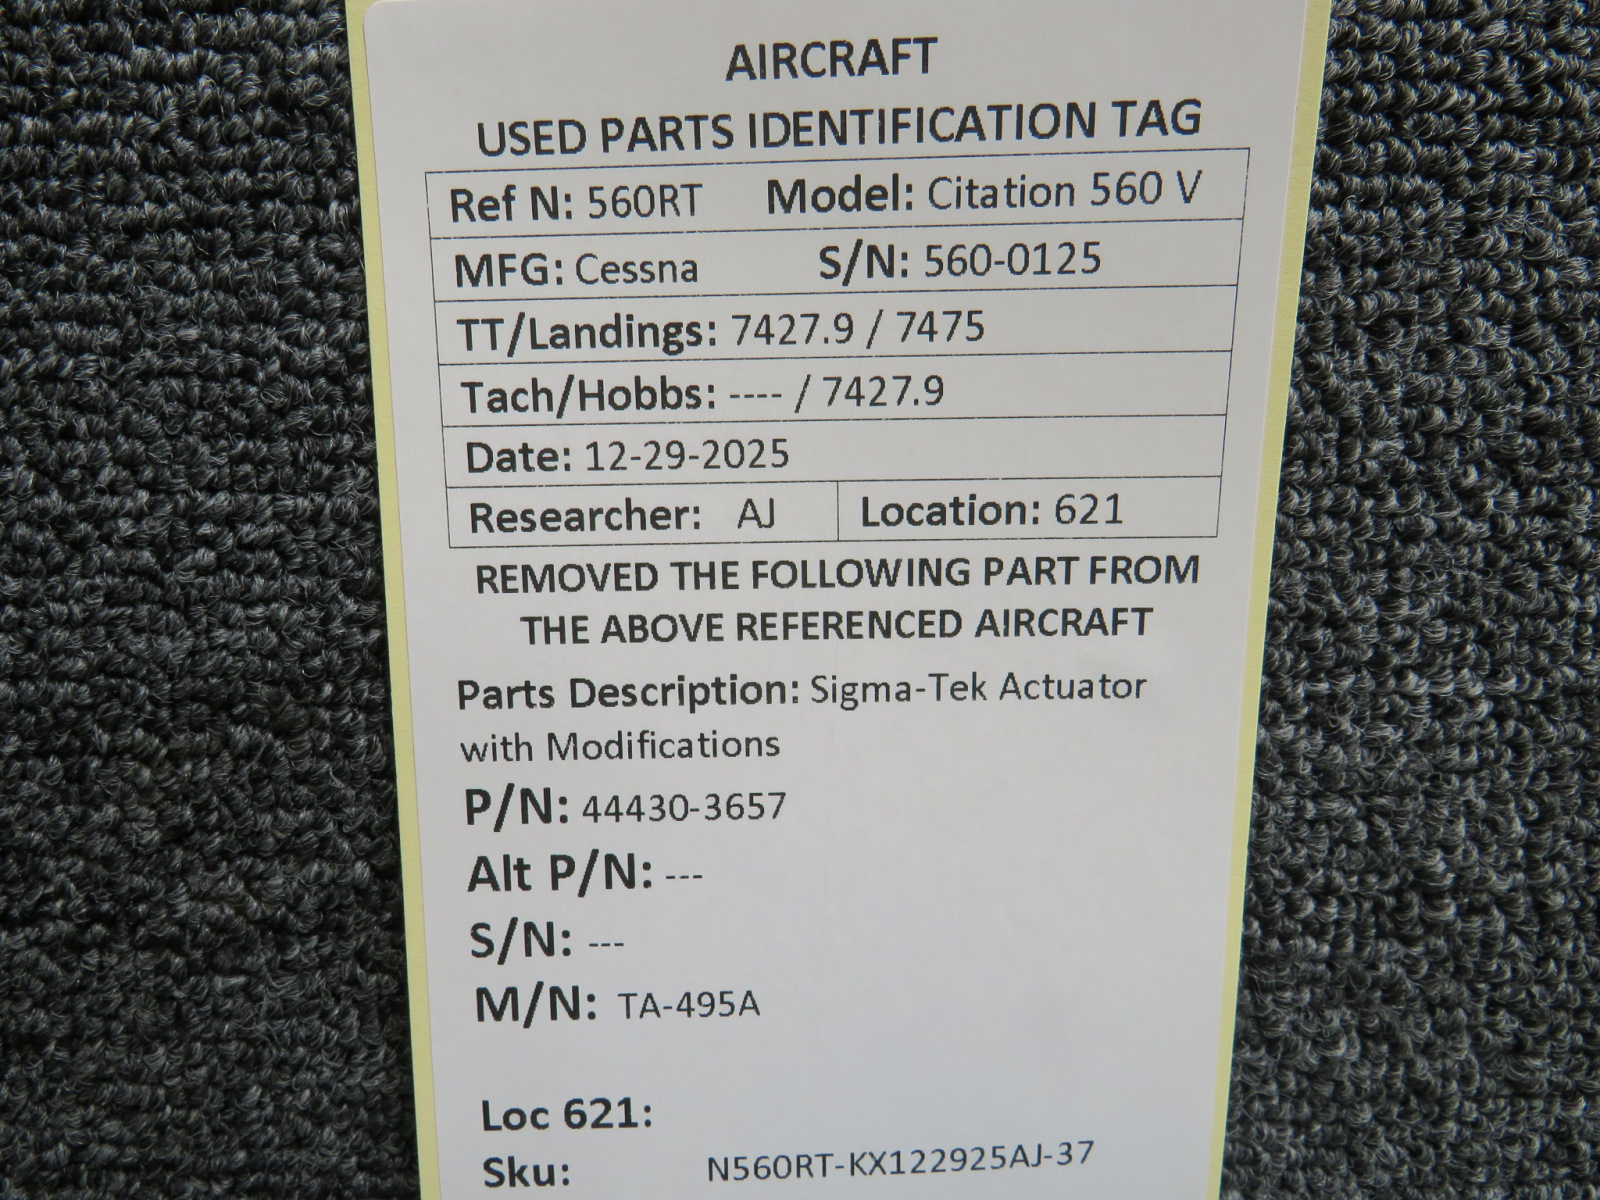 AIRCRAFT
USED PARTS IDENTIFICATION TAG
Ref N: 560RT Model: Citation 560 V
MFG: Cessna S/N: 560-0125
TT/Landings: 7427.9 / 7475
Tach/Hobbs: ---- / 7427.9
Date: 12-29-2025
Researcher: AJ Location: 621
REMOVED THE FOLLOWING PART FROM
THE ABOVE REFERENCED AIRCRAFT
Parts Description: Sigma-Tek Actuator
with Modifications
P/N: 44430-3657
Alt P/N: ---
S/N: ---
M/N: TA-495A
Loc 621:
Sku: N560RT-KX122925AJ-37